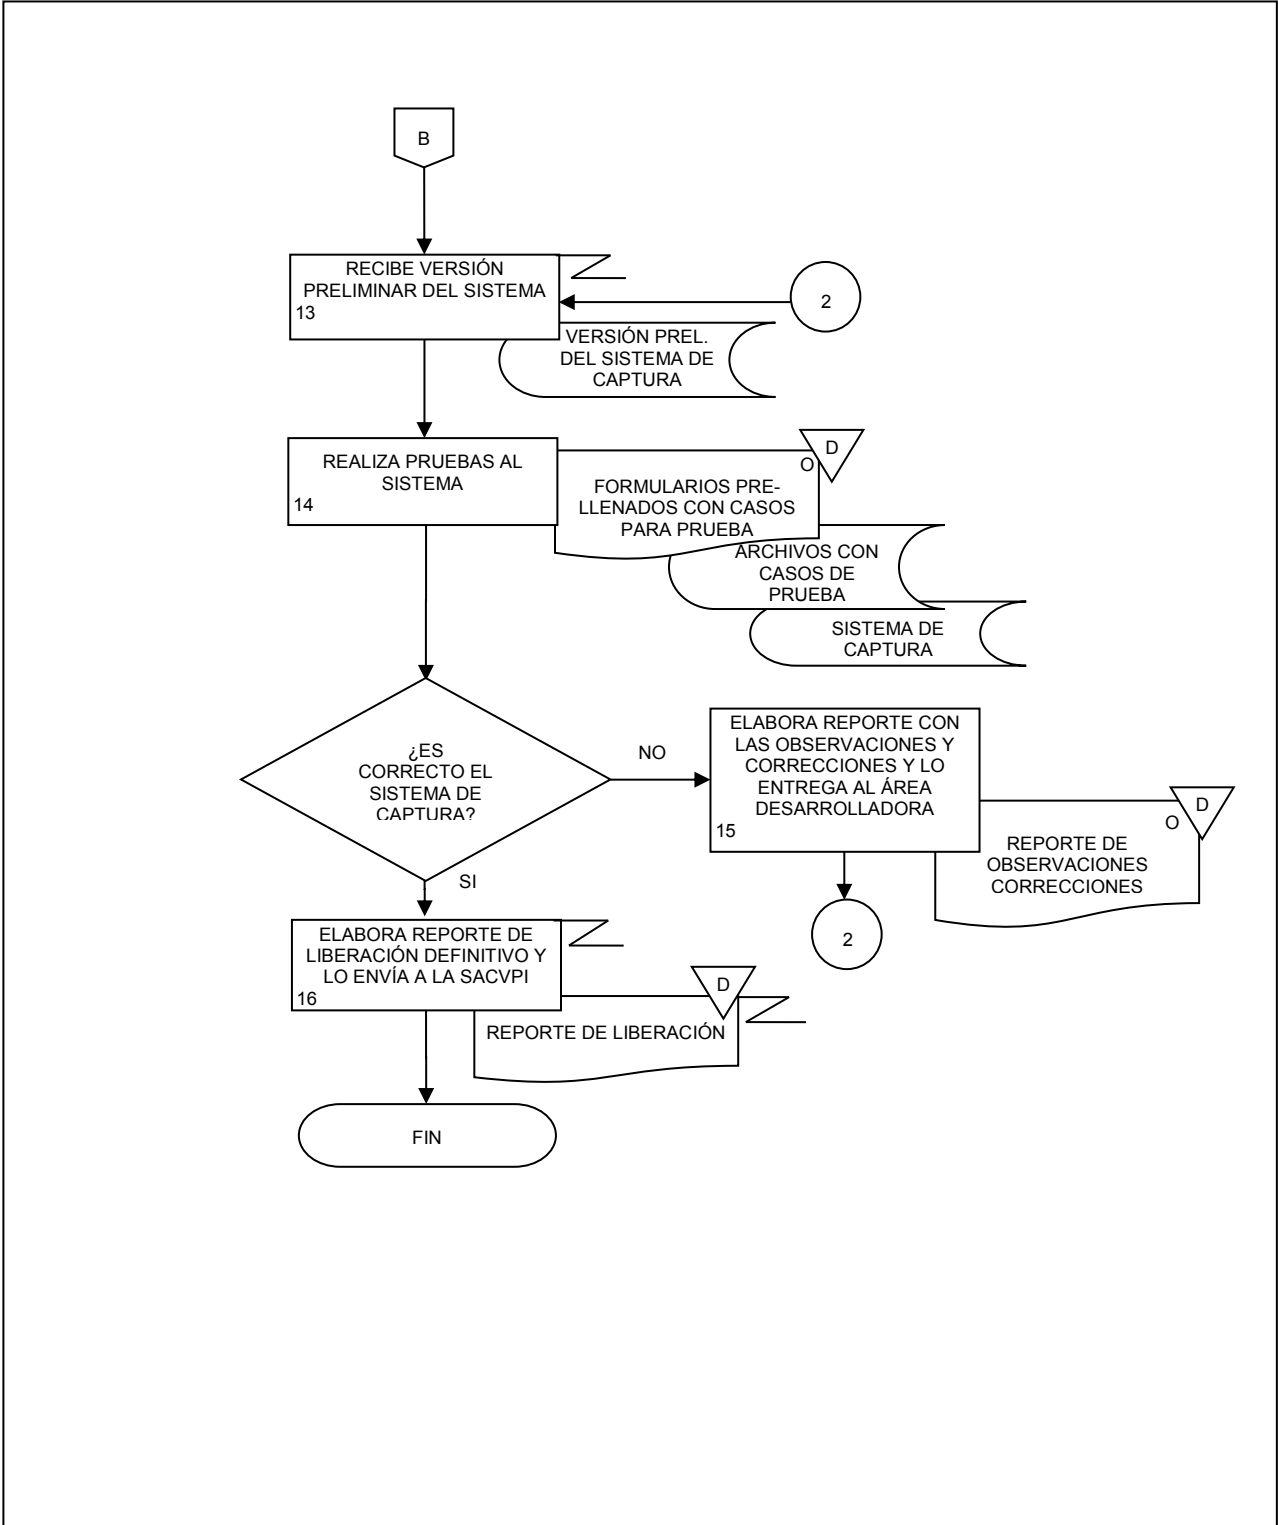 B
RECIBE VERSIÓN
PRELIMINAR DEL SISTEMA
13
2
VERSIÓN PREL.
DEL SISTEMA DE
CAPTURA
REALIZA PRUEBAS AL
SISTEMA
14
D
O
FORMULARIOS PRE-
LLENADOS CON CASOS
PARA PRUEBA
ARCHIVOS CON
CASOS DE
PRUEBA
SISTEMA DE
CAPTURA
¿ES
CORRECTO EL
SISTEMA DE
CAPTURA?
NO
ELABORA REPORTE CON
LAS OBSERVACIONES Y
CORRECCIONES Y LO
ENTREGA AL ÁREA
DESARROLLADORA
15
D
O
REPORTE DE
OBSERVACIONES
CORRECCIONES
2
SI
ELABORA REPORTE DE
LIBERACIÓN DEFINITIVO Y
LO ENVÍA A LA SACVPI
16
D
REPORTE DE LIBERACIÓN
FIN